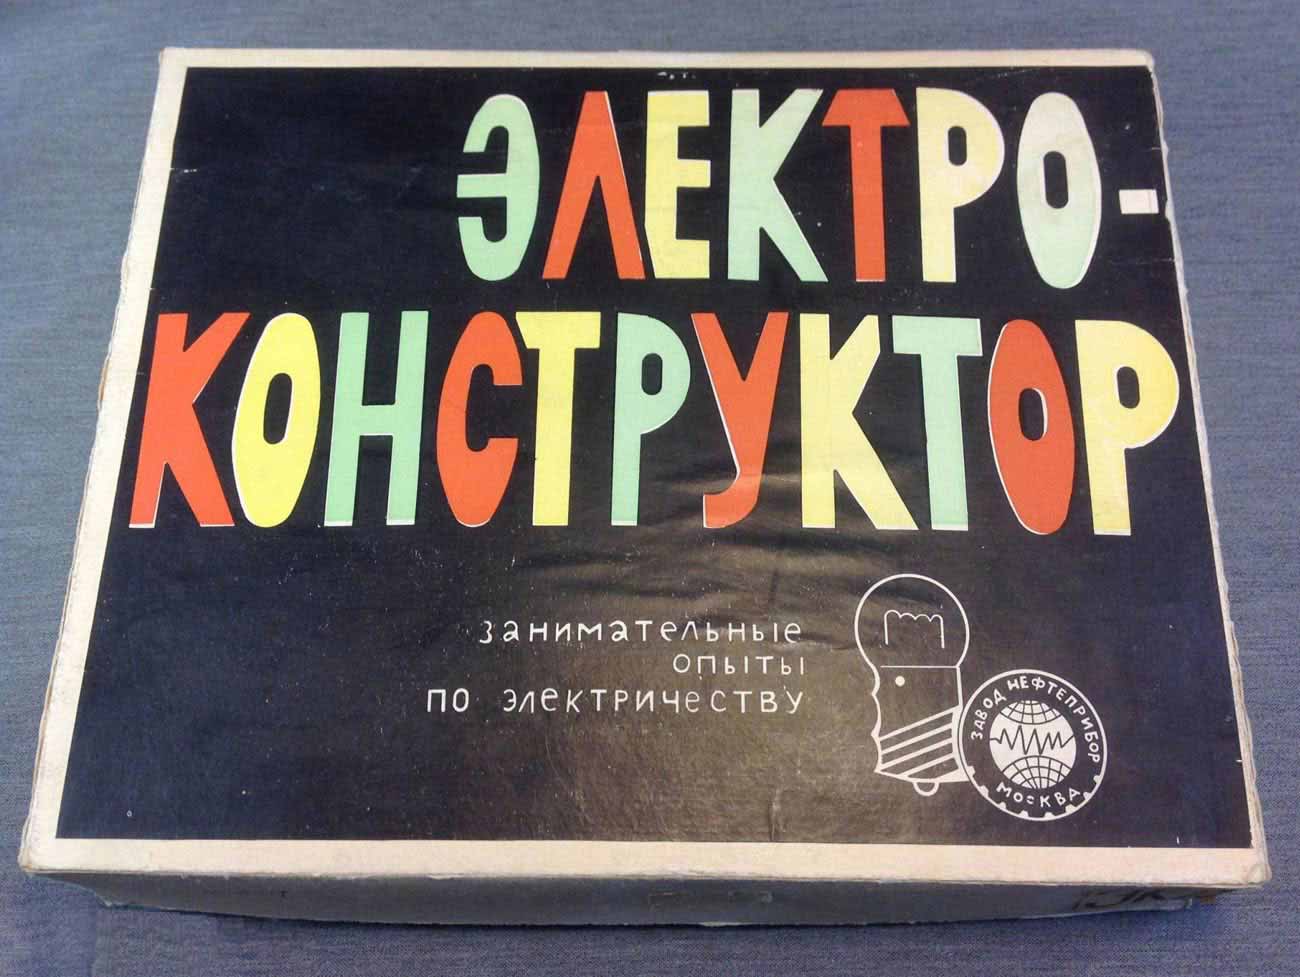 ЭЛЕКТРО-
КОНСТРУКТОР
занимательные
опыты
по электричеству
ЗАВОД НЕФТЕПРИБОР
МОСКВА